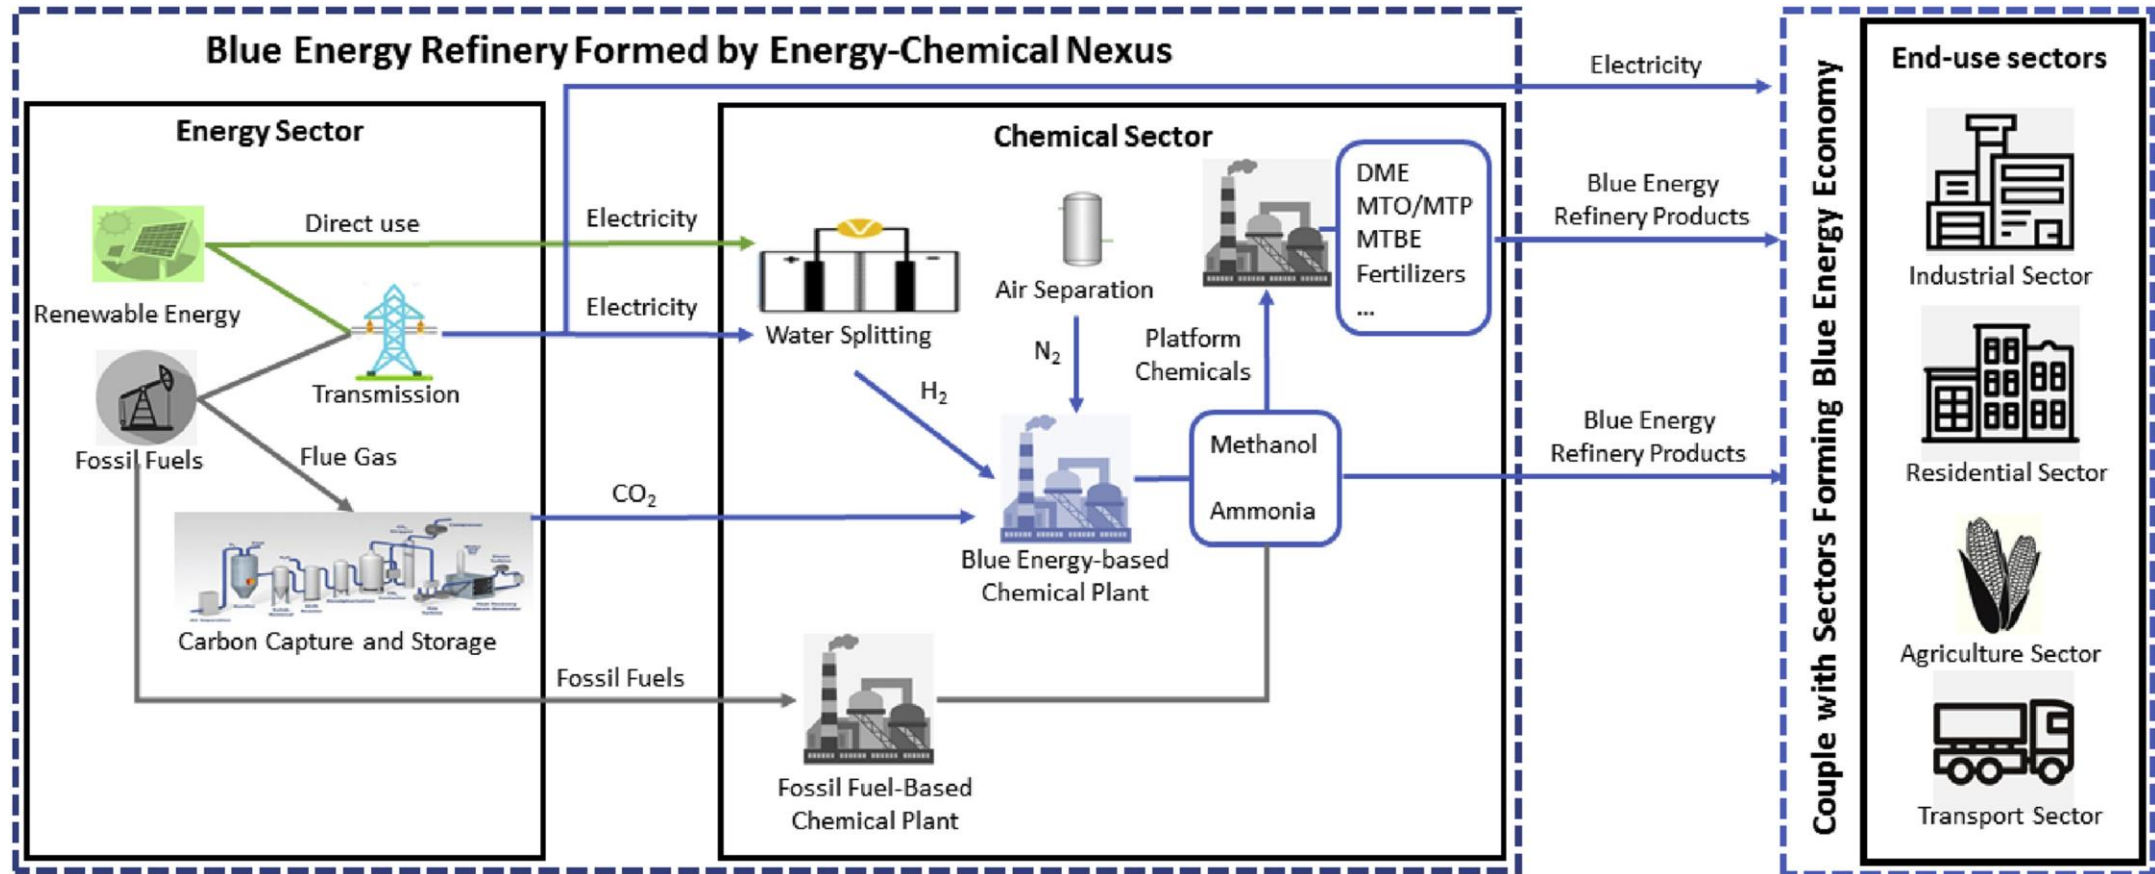 Blue Energy Refinery Formed by Energy-Chemical Nexus
Energy Sector
Renewable Energy
Direct use
Fossil Fuels
Transmission
Flue Gas
Carbon Capture and Storage
Electricity
Electricity
CO₂
Fossil Fuels
Chemical Sector
+
V
−
Water Splitting
H₂
Air Separation
N₂
Blue Energy-based
Chemical Plant
Fossil Fuel-Based
Chemical Plant
Methanol
Ammonia
Platform
Chemicals
DME
MTO/MTP
MTBE
Fertilizers
...
Electricity
Blue Energy
Refinery Products
Blue Energy
Refinery Products
Couple with Sectors Forming Blue Energy Economy
End-use sectors
Industrial Sector
Residential Sector
Agriculture Sector
Transport Sector